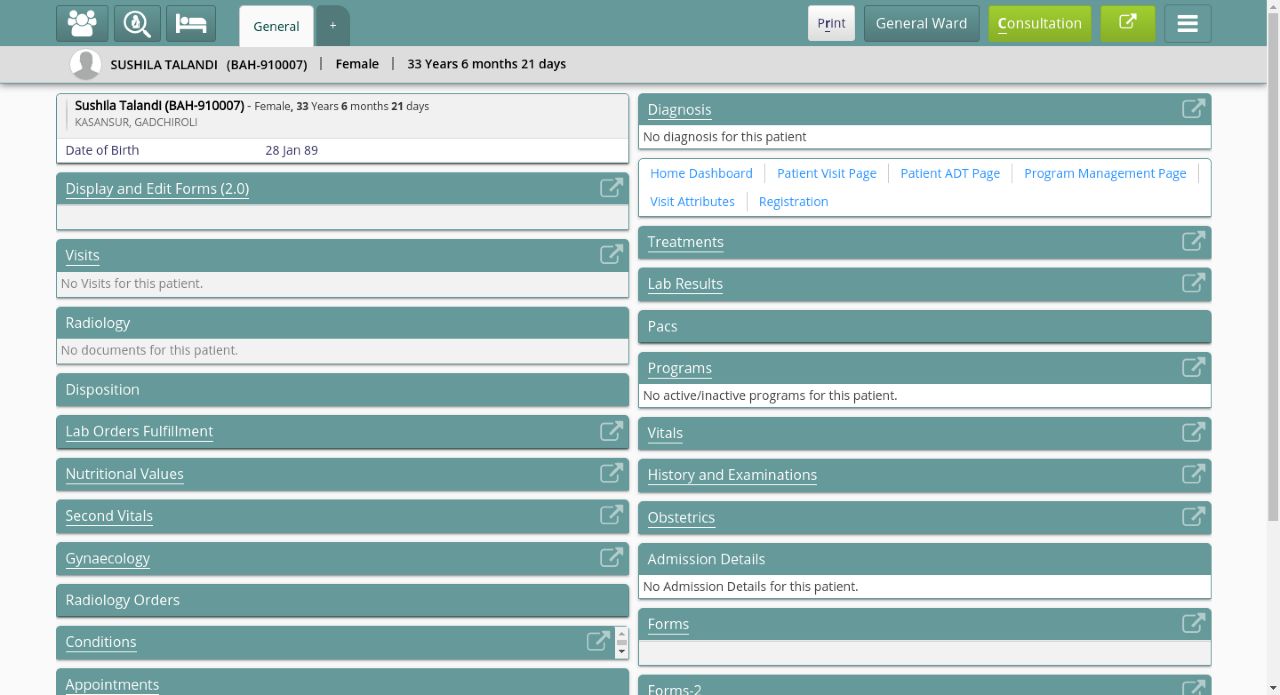 General
+
Print
General Ward
Consultation
SUSHILA TALANDI (BAH-910007) | Female | 33 Years 6 months 21 days
Sushila Talandi (BAH-910007) - Female, 33 Years 6 months 21 days
KASANSUR, GADCHIROLI
Date of Birth 28 Jan 89
Display and Edit Forms (2.0)
Visits
No Visits for this patient.
Radiology
No documents for this patient.
Disposition
Lab Orders Fulfillment
Nutritional Values
Second Vitals
Gynaecology
Radiology Orders
Conditions
Appointments
Diagnosis
No diagnosis for this patient
Home Dashboard | Patient Visit Page | Patient ADT Page | Program Management Page |
Visit Attributes | Registration
Treatments
Lab Results
Pacs
Programs
No active/inactive programs for this patient.
Vitals
History and Examinations
Obstetrics
Admission Details
No Admission Details for this patient.
Forms
Forms-2